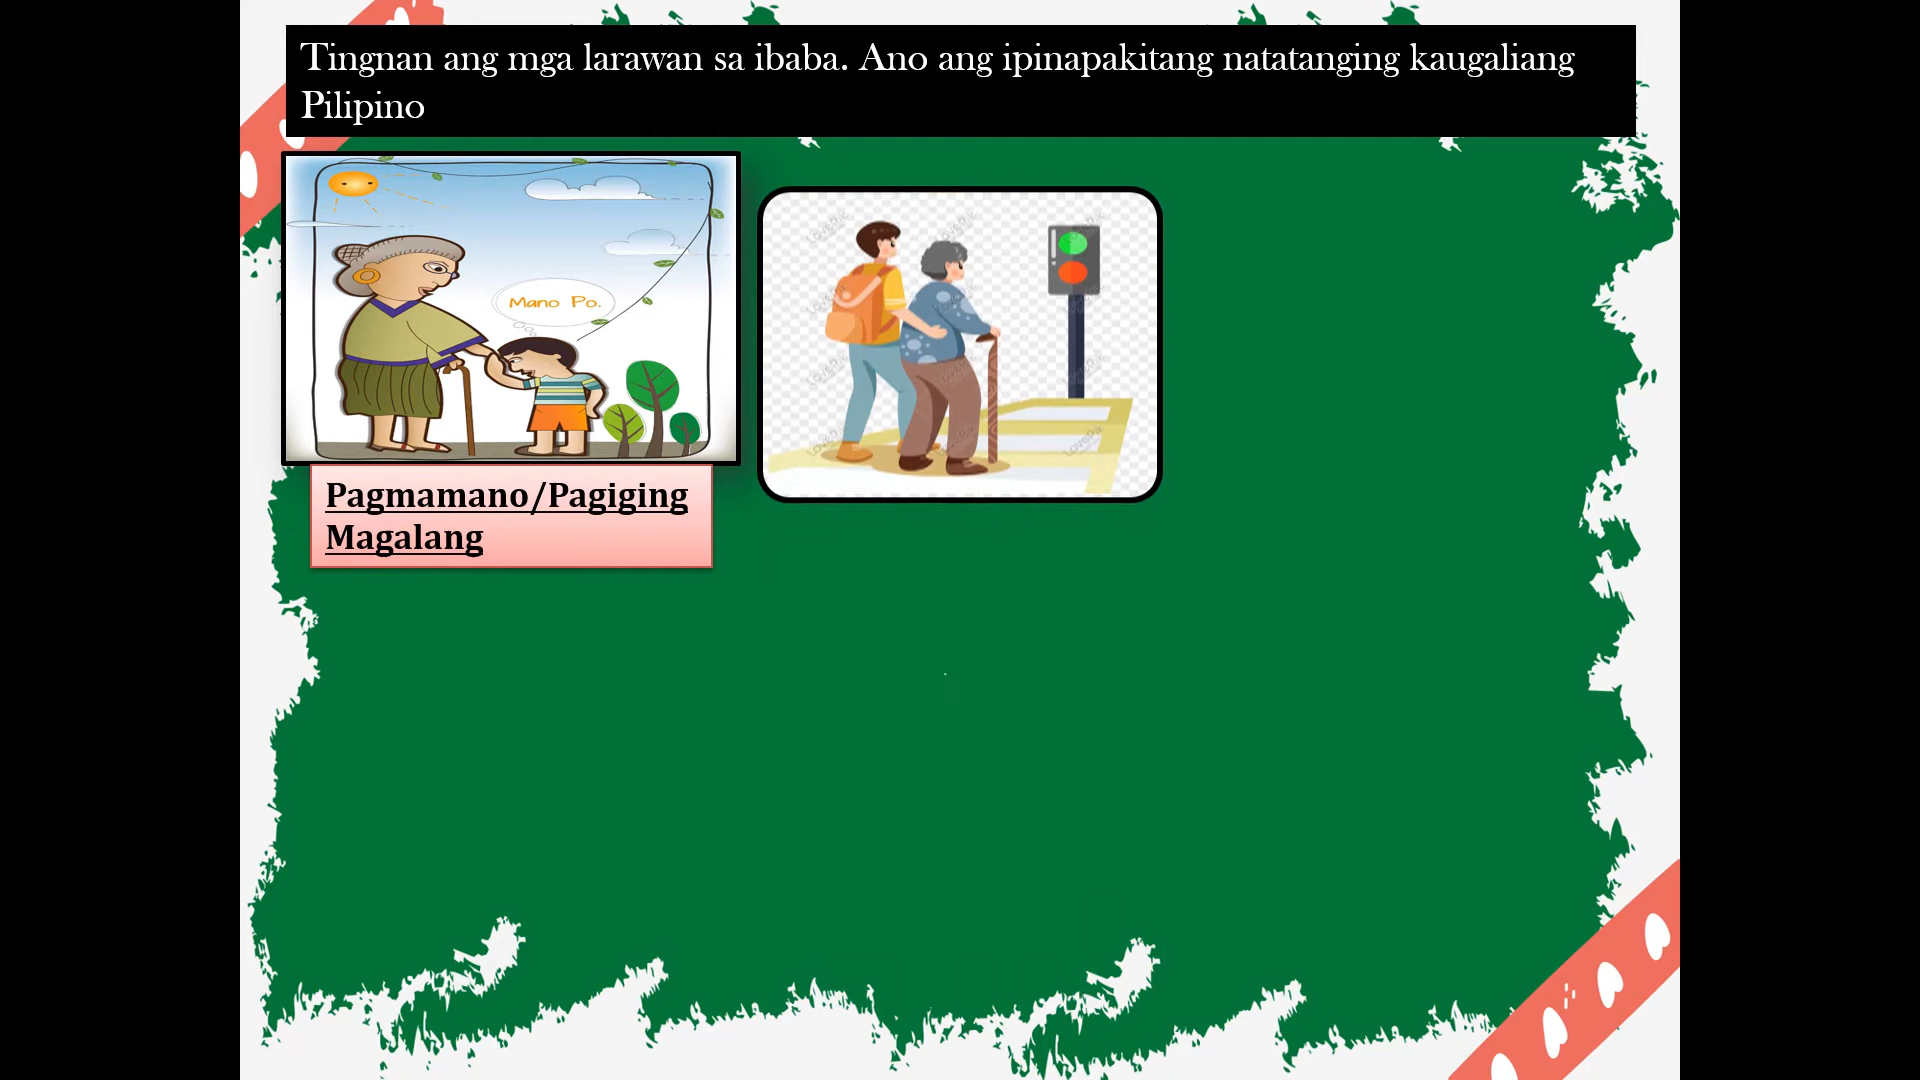 Tingnan ang mga larawan sa ibaba. Ano ang ipinapakitang natatanging kaugaliang
Pilipino
Mano Po.
Pagmamano/Pagiging
Magalang